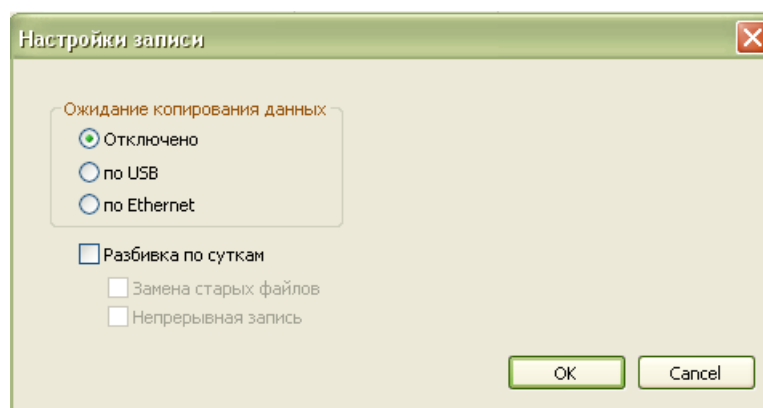 Настройки записи
Ожидание копирования данных
Отключено
по USB
по Ethernet
Разбивка по суткам
Замена старых файлов
Непрерывная запись
OK
Cancel